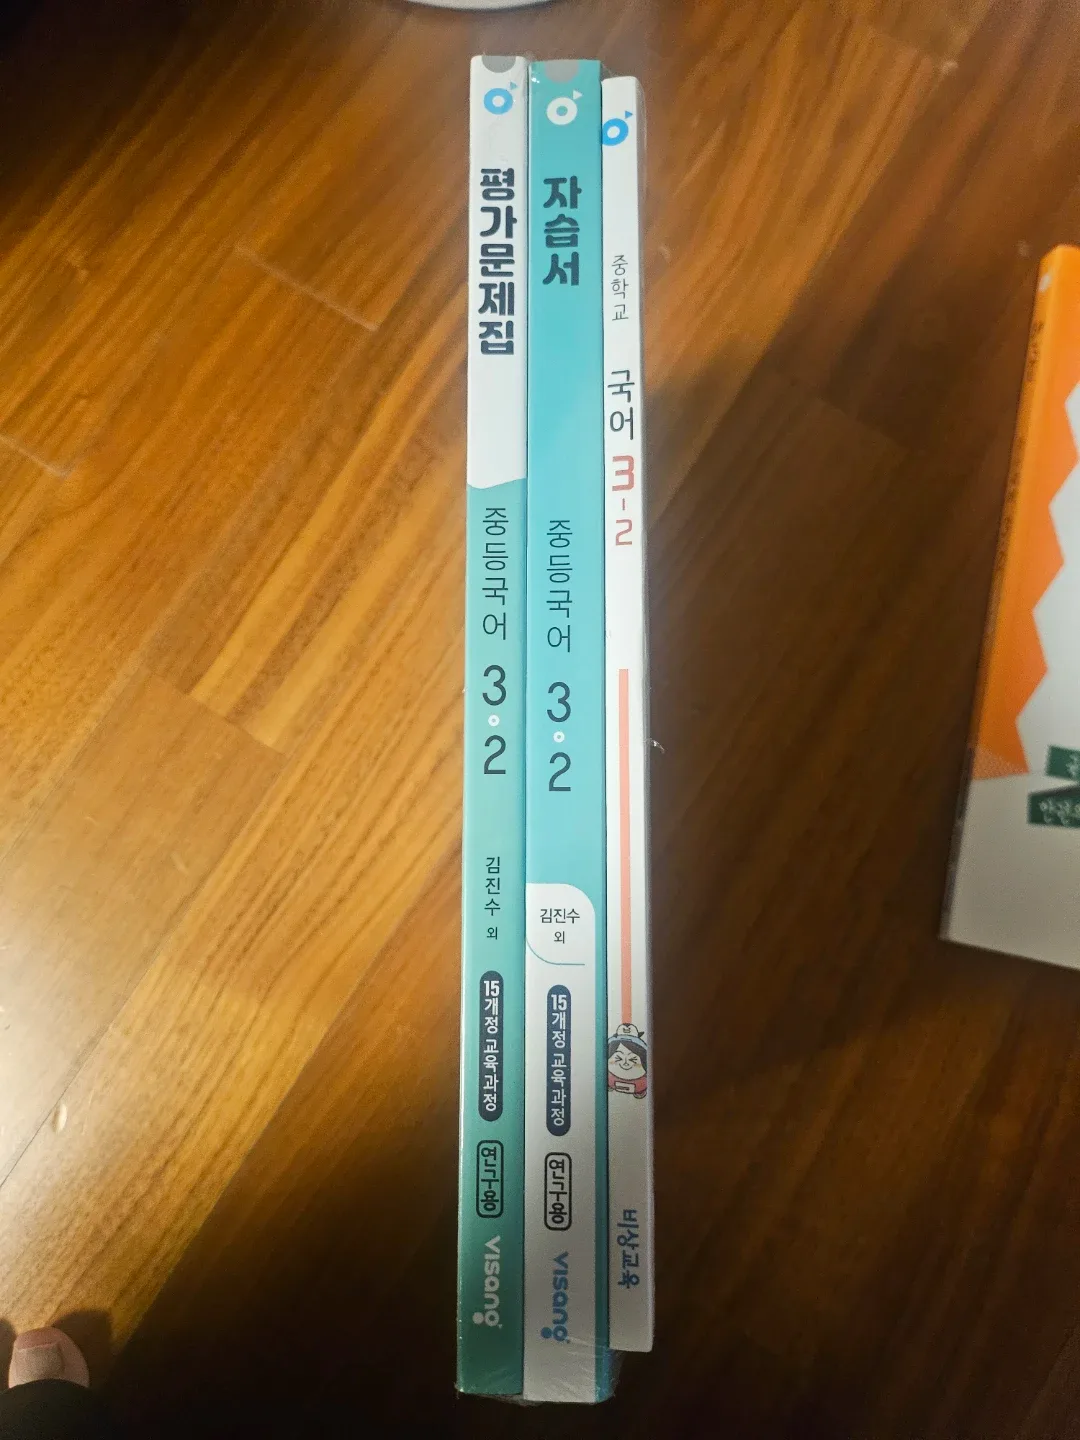 평가문제집
중등국어 3·2
김진수 외
15개정 교육과정
연구용
visang
자습서
중등국어 3·2
김진수
외
15개정 교육과정
연구용
visang
중학교 국어 3-2
비상교육